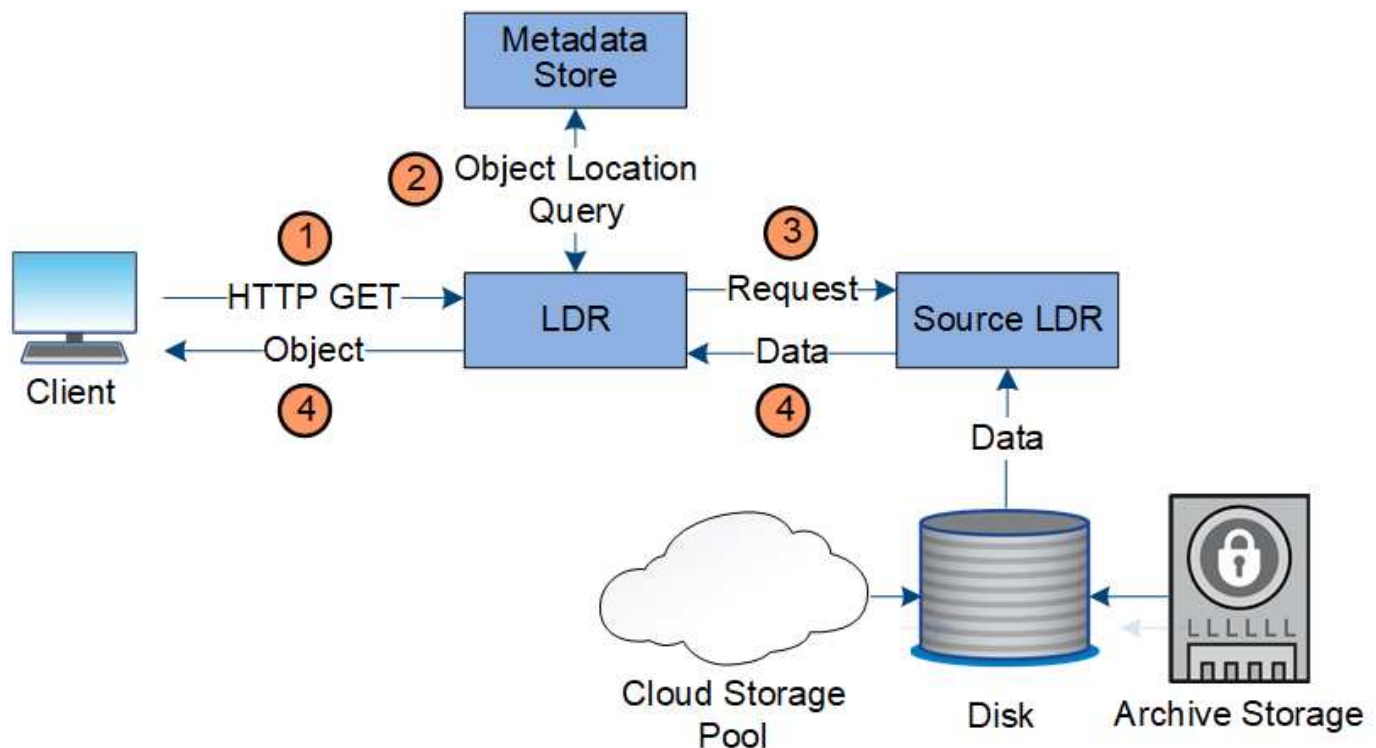 Metadata
Store
2
Object Location
Query
1
3
HTTP GET
Request
LDR
Source LDR
Object
Data
Client
4
4
Data
LLLLLL
Cloud Storage
Pool
Disk
Archive Storage